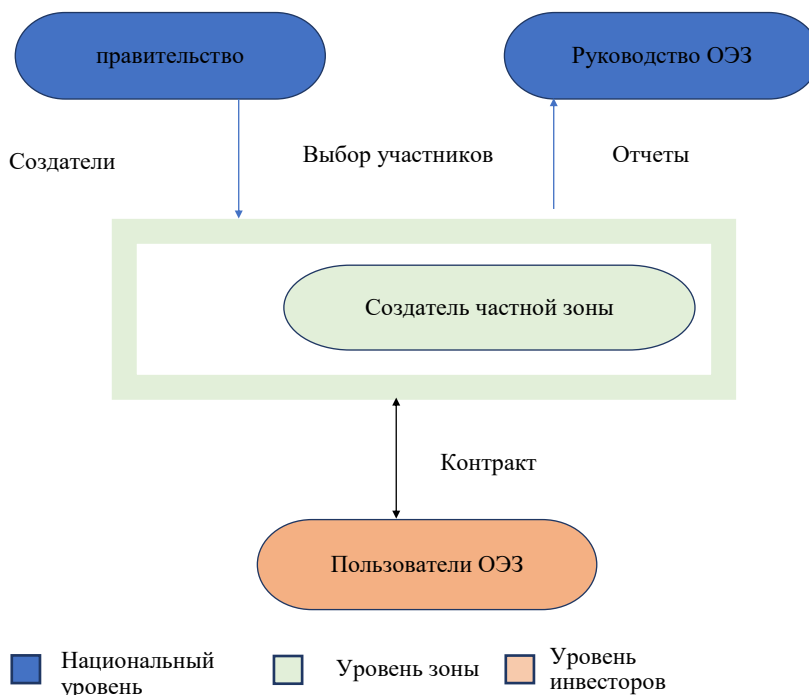 правительство
Руководство ОЭЗ
Создатели
Выбор участников
Отчеты
Создатель частной зоны
Контракт
Пользователи ОЭЗ
Национальный
уровень
Уровень зоны
Уровень
инвесторов